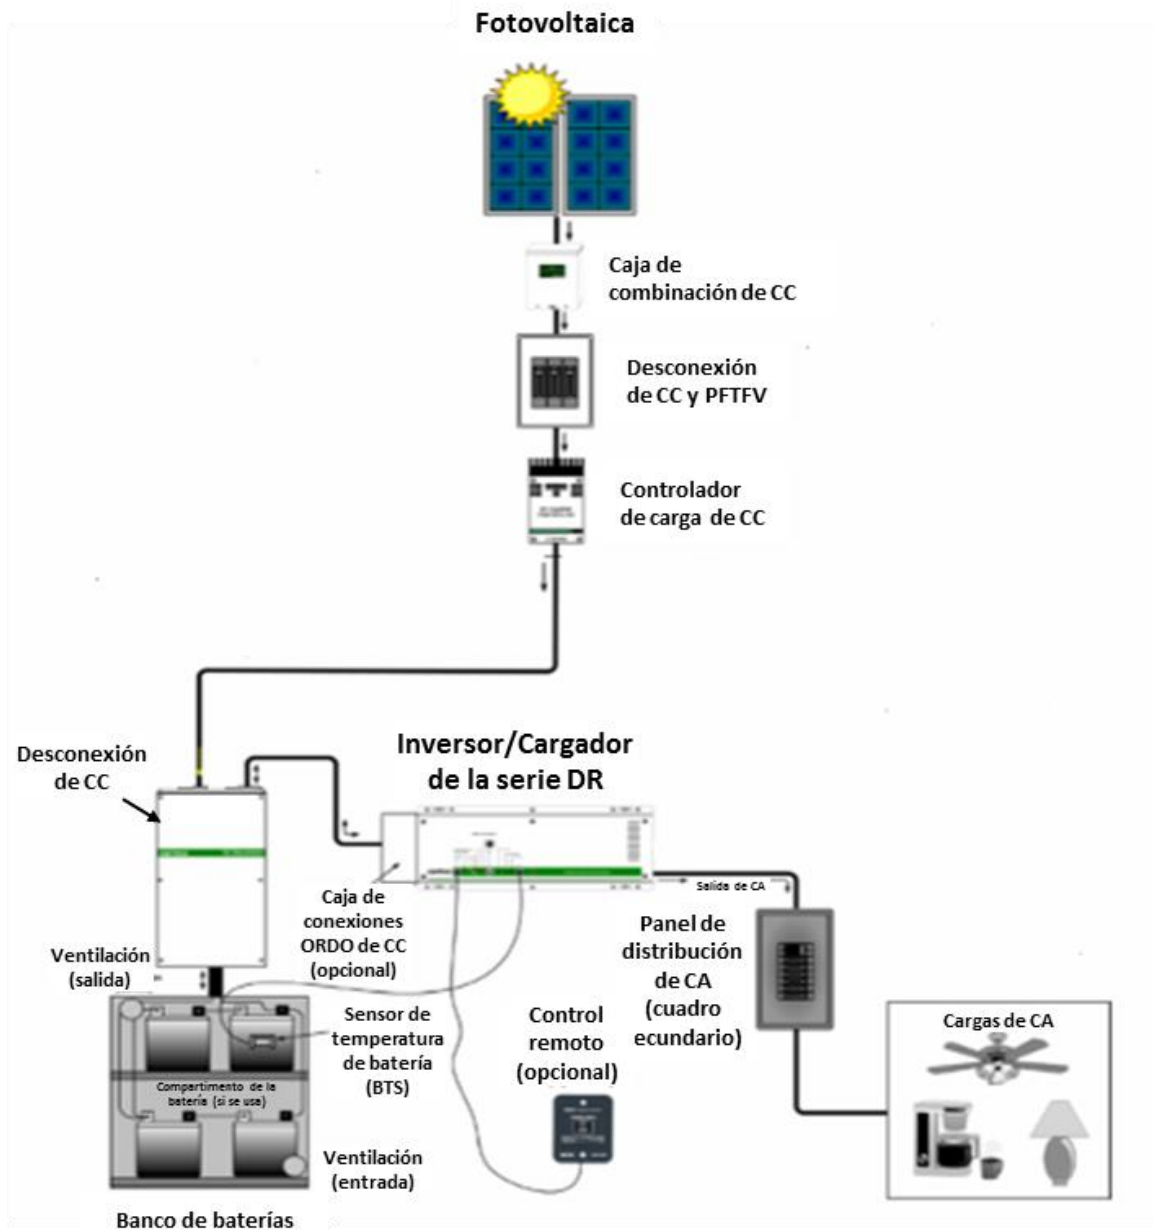 Fotovoltaica
Caja de
combinación de CC
Desconexión
de CC y PFTFV
Controlador
de carga de CC
Desconexión
de CC
Inversor/Cargador
de la serie DR
Salida de CA
Caja de
conexiones
ORDO de CC
(opcional)
Panel de
distribución
de CA
(cuadro
ecundario)
Ventilación
(salida)
Sensor de
temperatura
de batería
(BTS)
Control
remoto
(opcional)
Cargas de CA
Compartimento de la
batería (si se usa)
Ventilación
(entrada)
Banco de baterías